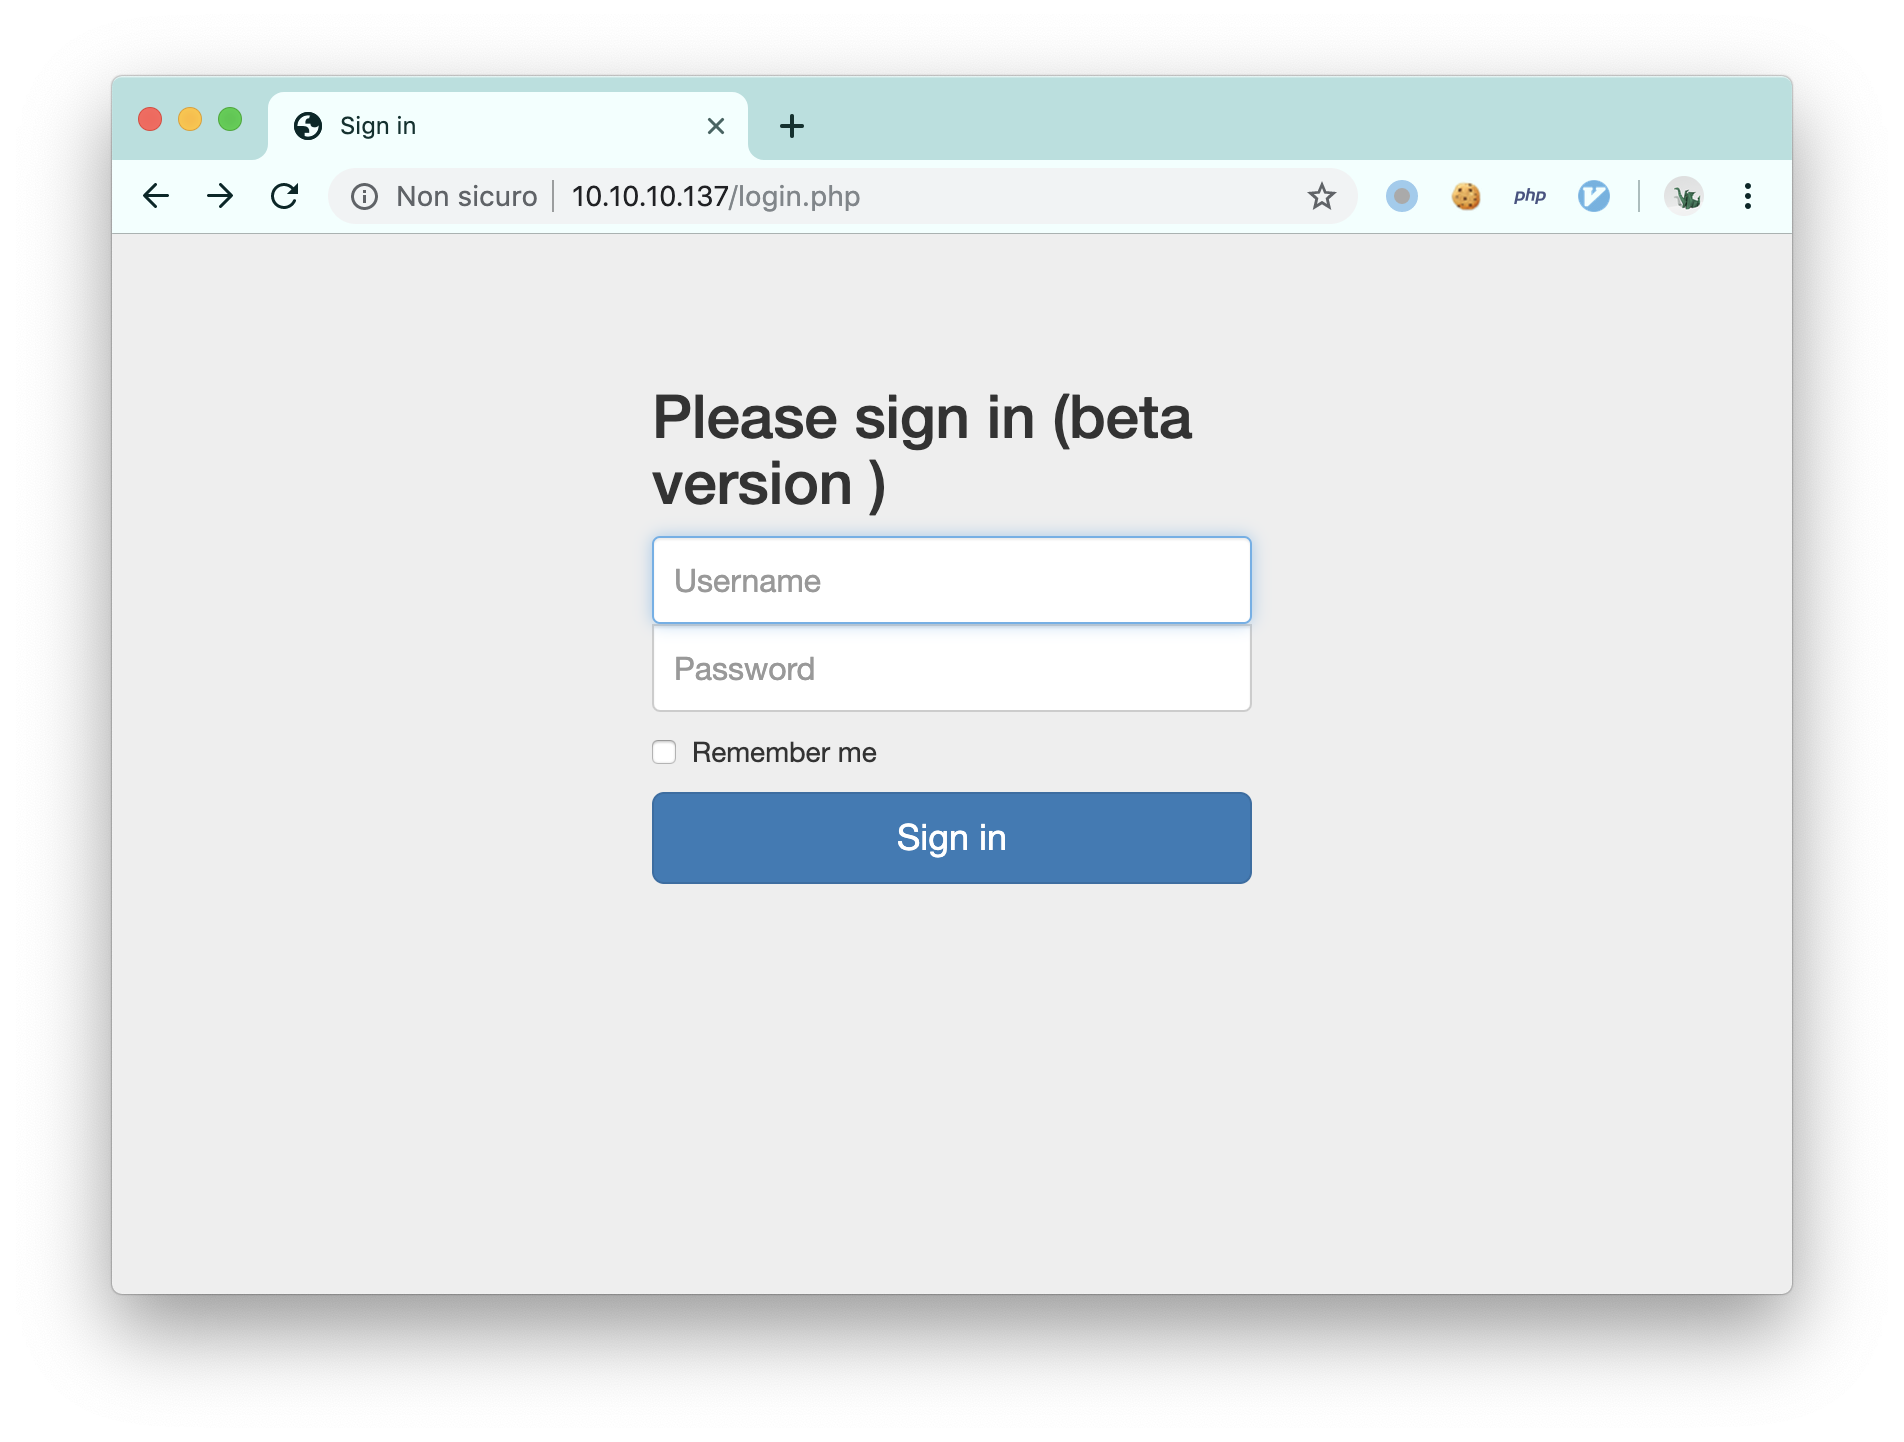 Sign in
Non sicuro 10.10.10.137/login.php php
Please sign in (beta
version )
Username
Password
Remember me
Sign in